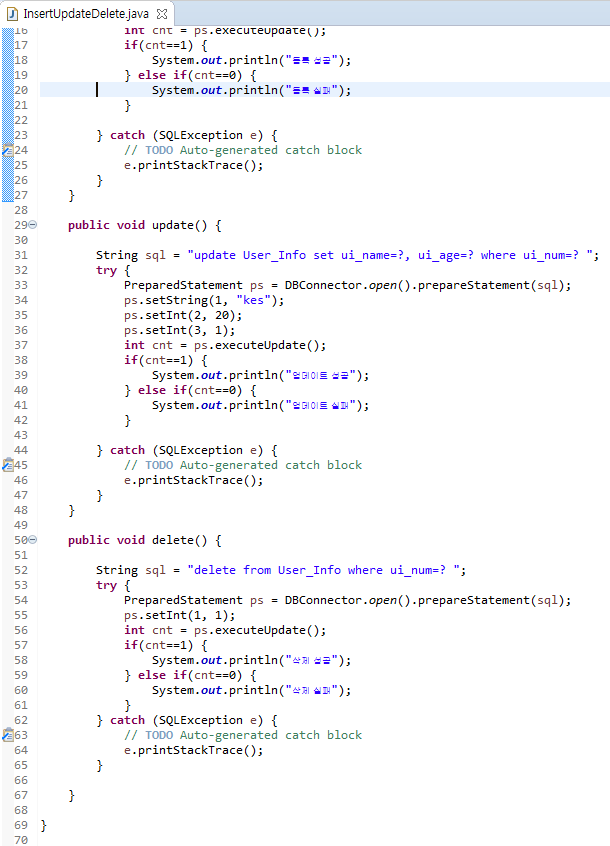 InsertUpdateDelete.java
16 int cnt = ps.executeUpdate();
17 if(cnt==1) {
18 System.out.println("등록 성공");
19 } else if(cnt==0) {
20 System.out.println("등록 실패");
21 }
22
23 } catch (SQLException e) {
24 // TODO Auto-generated catch block
25 e.printStackTrace();
26 }
27 }
28
29 public void update() {
30
31 String sql = "update User_Info set ui_name=?, ui_age=? where ui_num=? ";
32 try {
33 PreparedStatement ps = DBConnector.open().prepareStatement(sql);
34 ps.setString(1, "kes");
35 ps.setInt(2, 20);
36 ps.setInt(3, 1);
37 int cnt = ps.executeUpdate();
38 if(cnt==1) {
39 System.out.println("업데이트 성공");
40 } else if(cnt==0) {
41 System.out.println("업데이트 실패");
42 }
43
44 } catch (SQLException e) {
45 // TODO Auto-generated catch block
46 e.printStackTrace();
47 }
48 }
49
50 public void delete() {
51
52 String sql = "delete from User_Info where ui_num=? ";
53 try {
54 PreparedStatement ps = DBConnector.open().prepareStatement(sql);
55 ps.setInt(1, 1);
56 int cnt = ps.executeUpdate();
57 if(cnt==1) {
58 System.out.println("삭제 성공");
59 } else if(cnt==0) {
60 System.out.println("삭제 실패");
61 }
62 } catch (SQLException e) {
63 // TODO Auto-generated catch block
64 e.printStackTrace();
65 }
66
67 }
68
69 }
70